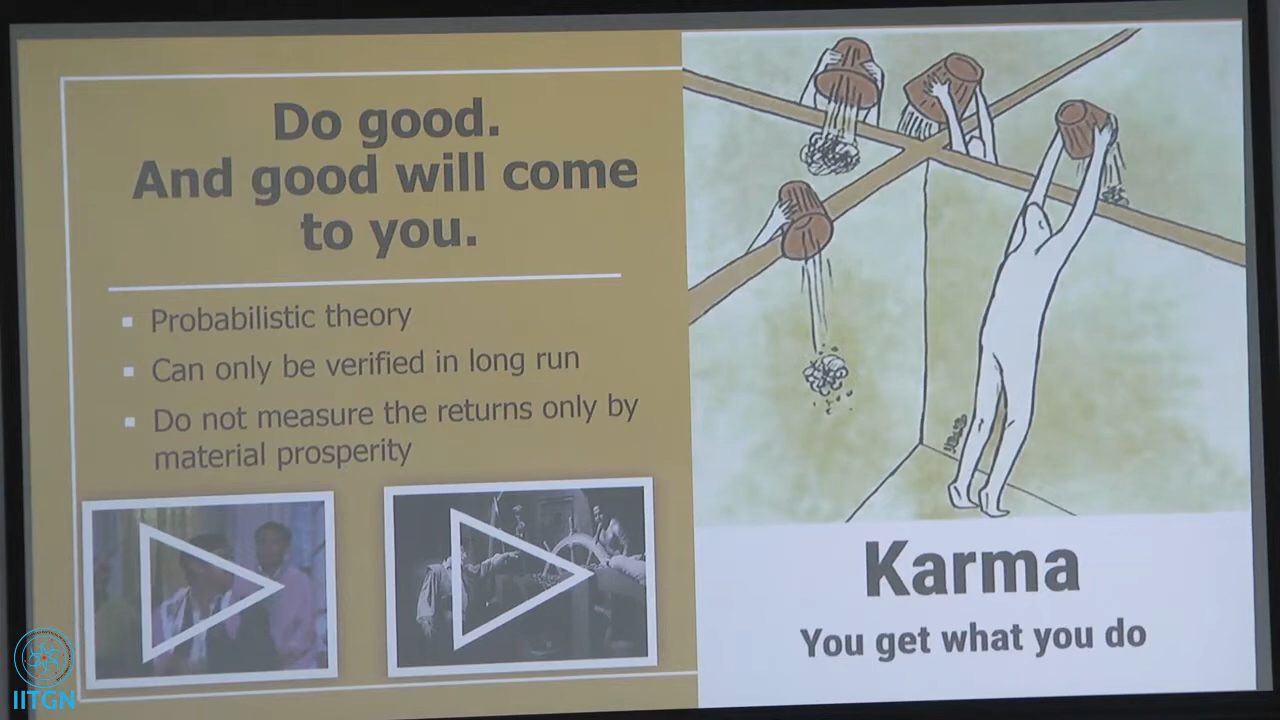 Do good.
And good will come
to you.
Probabilistic theory
Can only be verified in long run
Do not measure the returns only by
material prosperity
Karma
You get what you do
IITGN